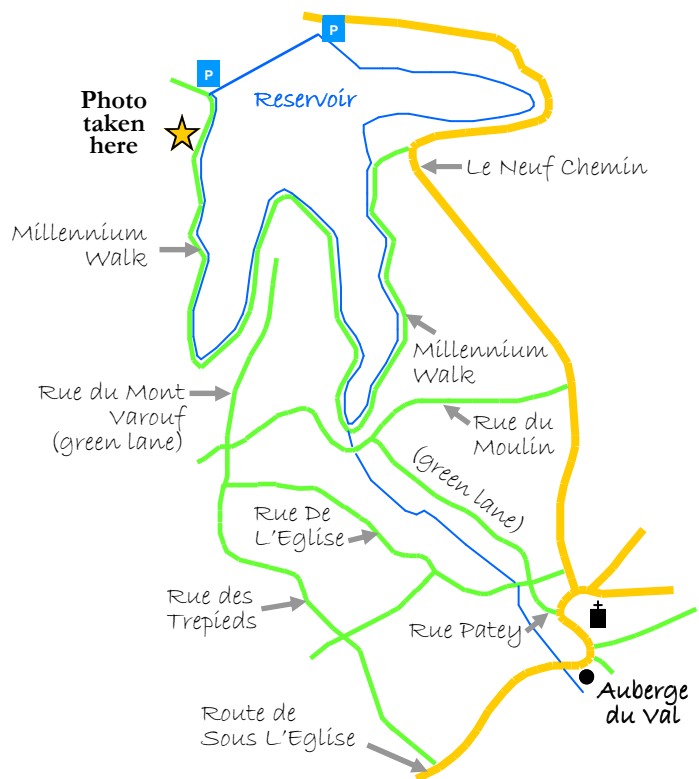 P
P
Reservoir
Photo
taken
here
Le Neuf Chemin
Millennium
Walk
Millennium
Walk
Rue du Mont
Varouf
(green lane)
Rue du
Moulin
(green lane)
Rue De
L'Eglise
Rue des
Trepieds
Rue Patey
Auberge
du Val
Route de
Sous L'Eglise